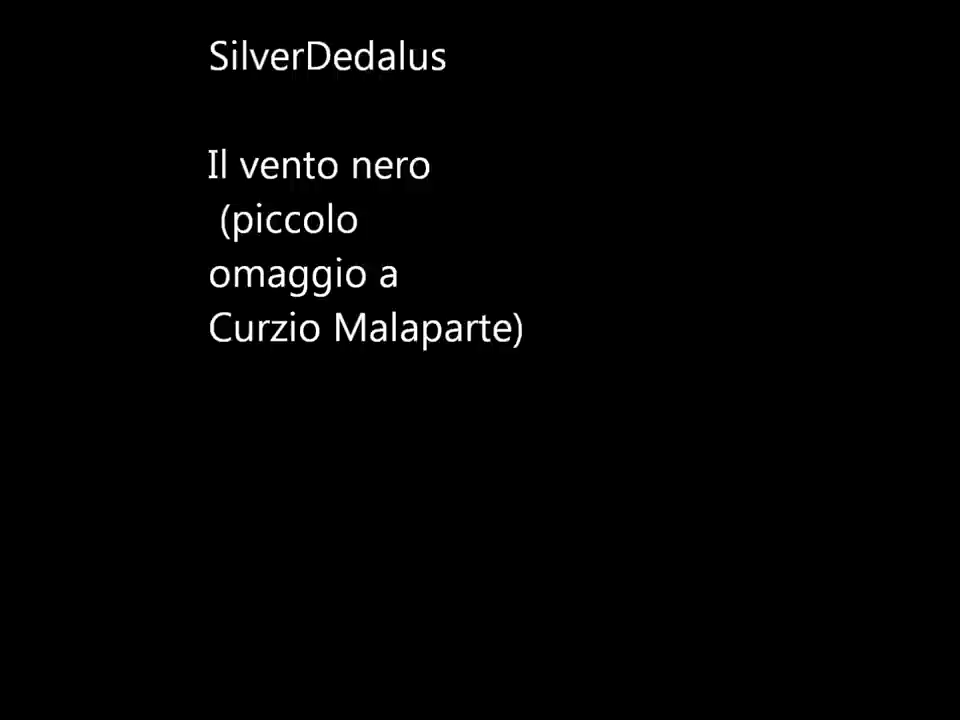 SilverDedalus
Il vento nero
(piccolo
omaggio a
Curzio Malaparte)